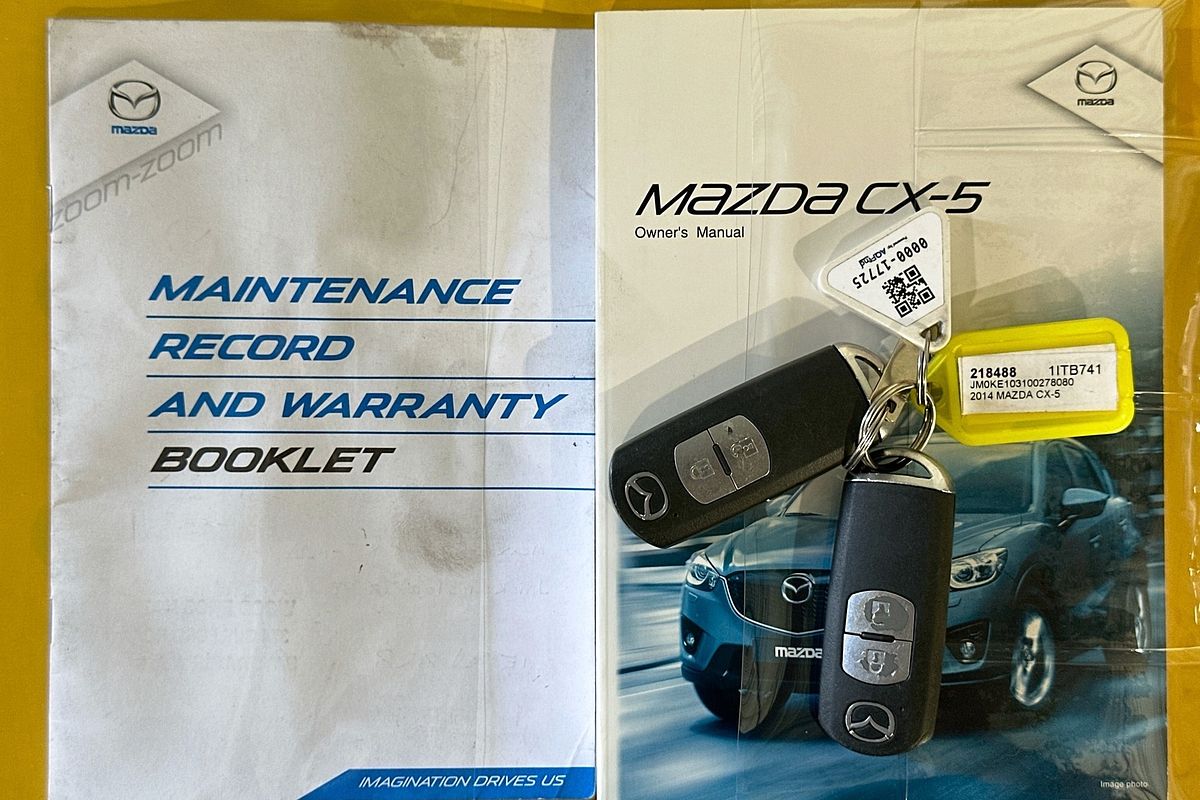 mazda
zoom-zoom
MAINTENANCE
RECORD
AND WARRANTY
BOOKLET
IMAGINATION DRIVES US
mazda
MAZDA CX-5
Owner's Manual
0000-17725
218488 1ITB741
JM0KE103100278080
2014 MAZDA CX-5
mazda
Image photo